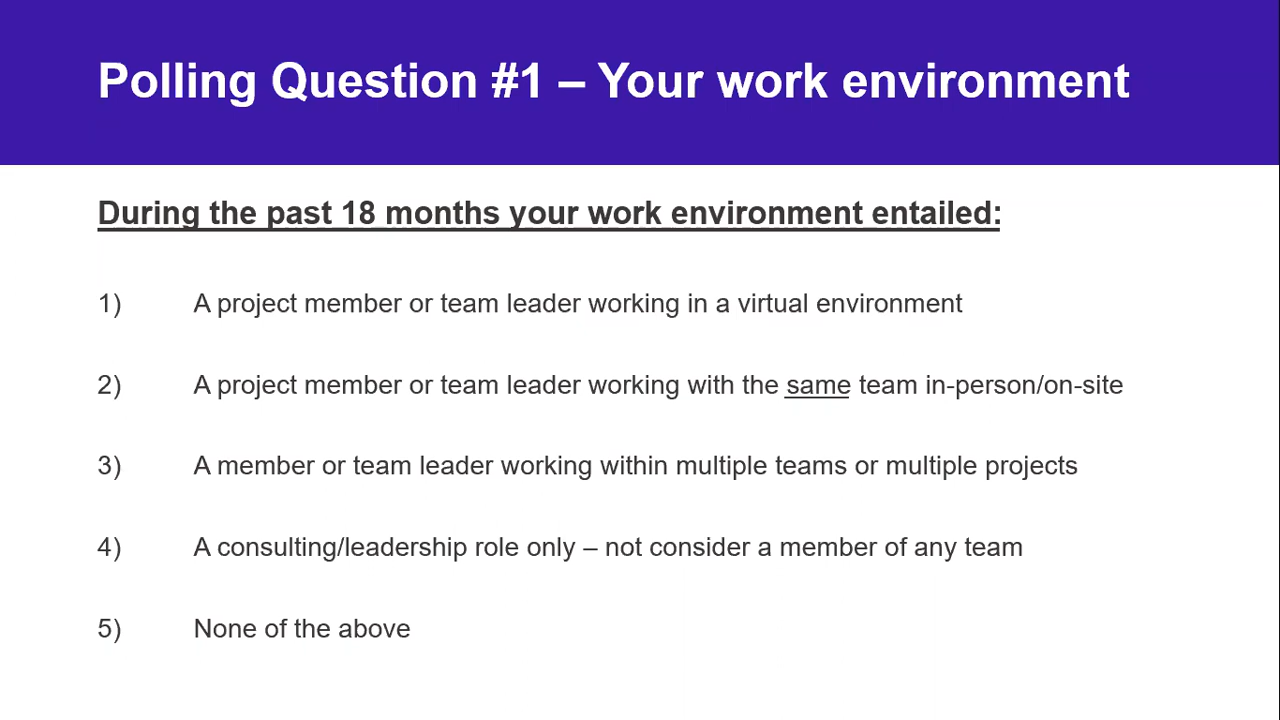 Polling Question #1 – Your work environment
During the past 18 months your work environment entailed:
1) A project member or team leader working in a virtual environment
2) A project member or team leader working with the same team in-person/on-site
3) A member or team leader working within multiple teams or multiple projects
4) A consulting/leadership role only – not consider a member of any team
5) None of the above